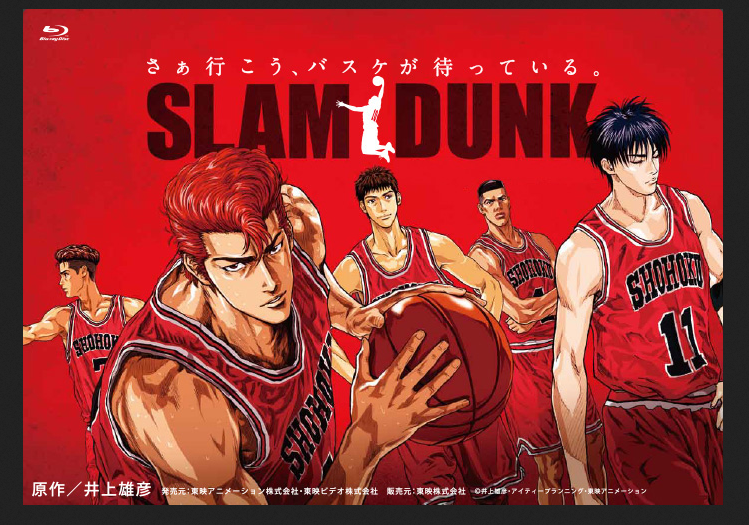 Blu-ray Disc
さぁ行こう、バスケが待っている。
SLAM DUNK
SHOHOKU
SHOHOKU
11
SHOHOKU
7
SHOHOKU
原作／井上雄彦 発売元：東映アニメーション株式会社・東映ビデオ株式会社 販売元：東映株式会社 ©井上雄彦・アイティープランニング・東映アニメーション